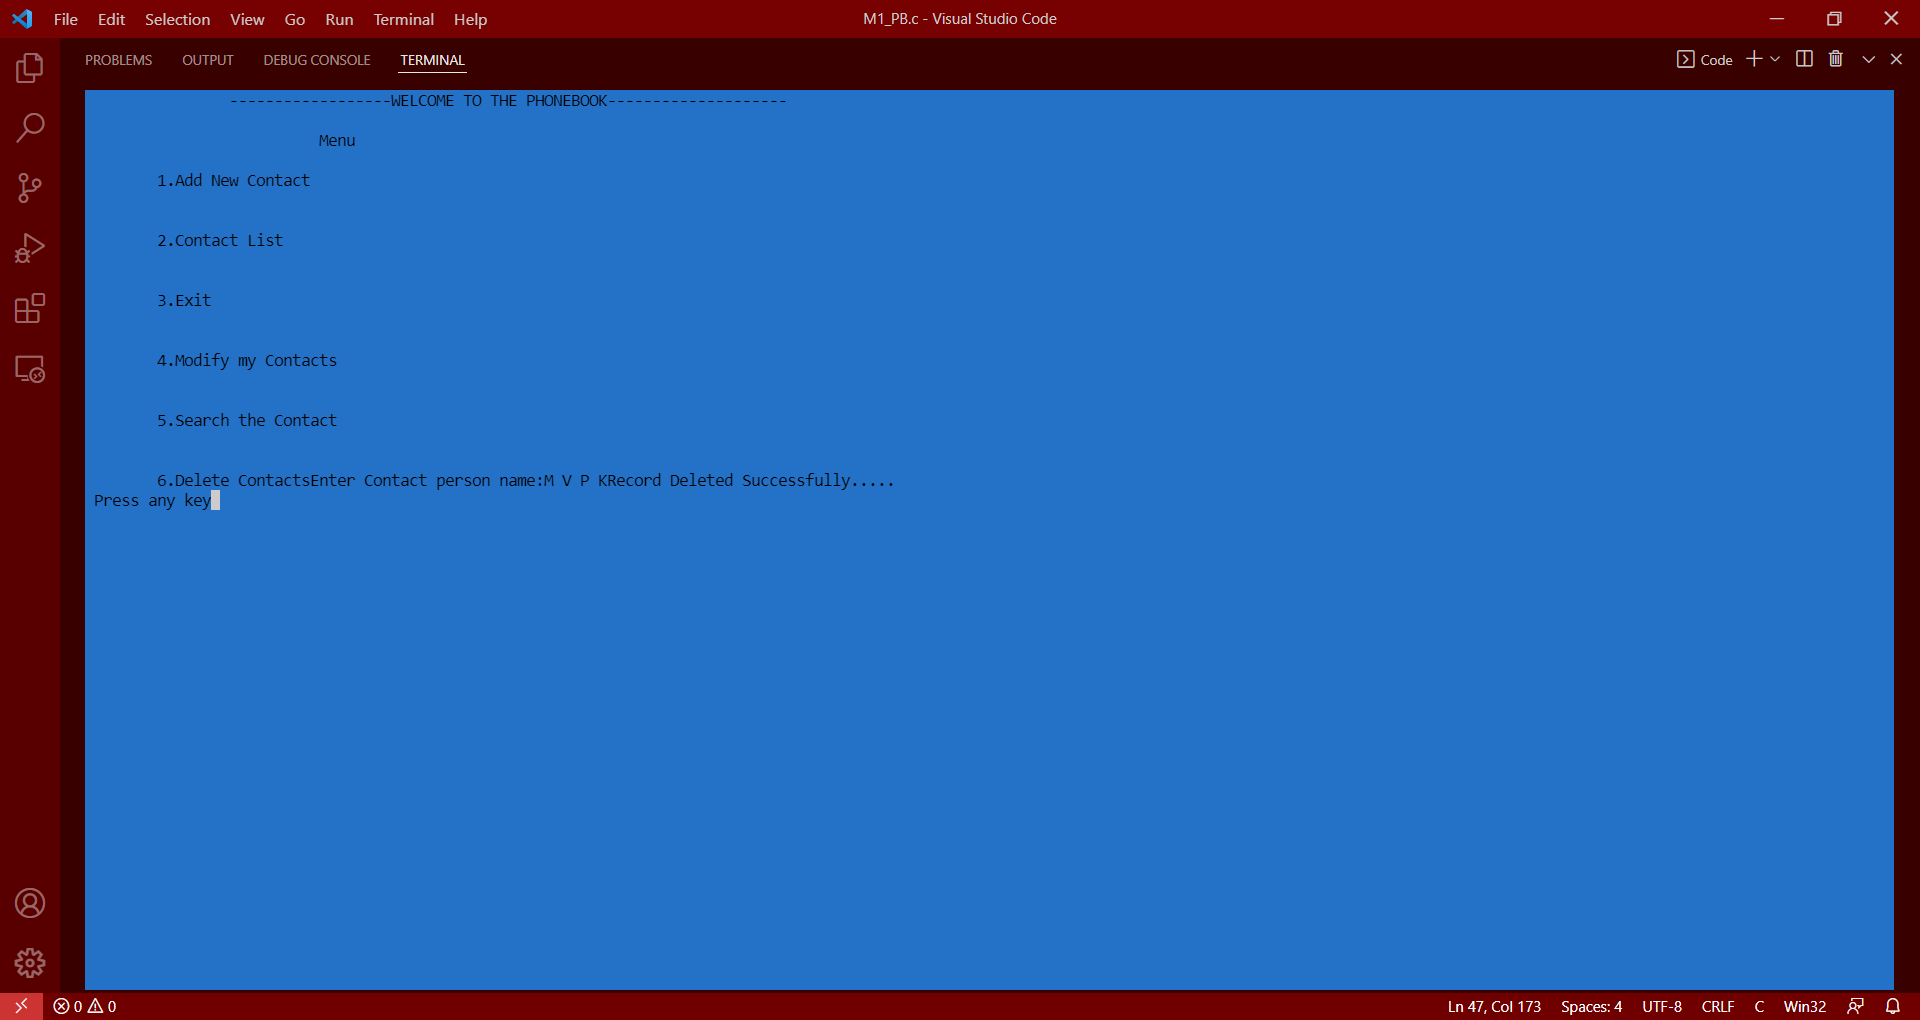 File Edit Selection View Go Run Terminal Help M1_PB.c - Visual Studio Code
PROBLEMS OUTPUT DEBUG CONSOLE TERMINAL Code
------------------WELCOME TO THE PHONEBOOK--------------------
Menu
1.Add New Contact
2.Contact List
3.Exit
4.Modify my Contacts
5.Search the Contact
6.Delete ContactsEnter Contact person name:M V P KRecord Deleted Successfully.....
Press any key
0 0 Ln 47, Col 173 Spaces: 4 UTF-8 CRLF C Win32